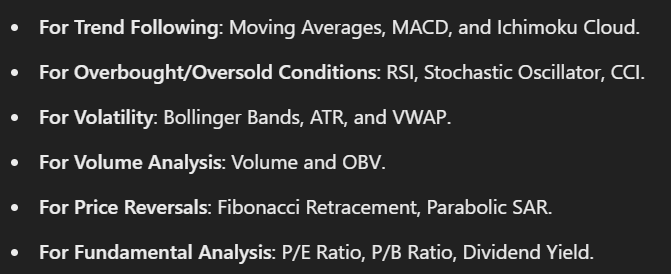 • For Trend Following: Moving Averages, MACD, and Ichimoku Cloud.
• For Overbought/Oversold Conditions: RSI, Stochastic Oscillator, CCI.
• For Volatility: Bollinger Bands, ATR, and VWAP.
• For Volume Analysis: Volume and OBV.
• For Price Reversals: Fibonacci Retracement, Parabolic SAR.
• For Fundamental Analysis: P/E Ratio, P/B Ratio, Dividend Yield.